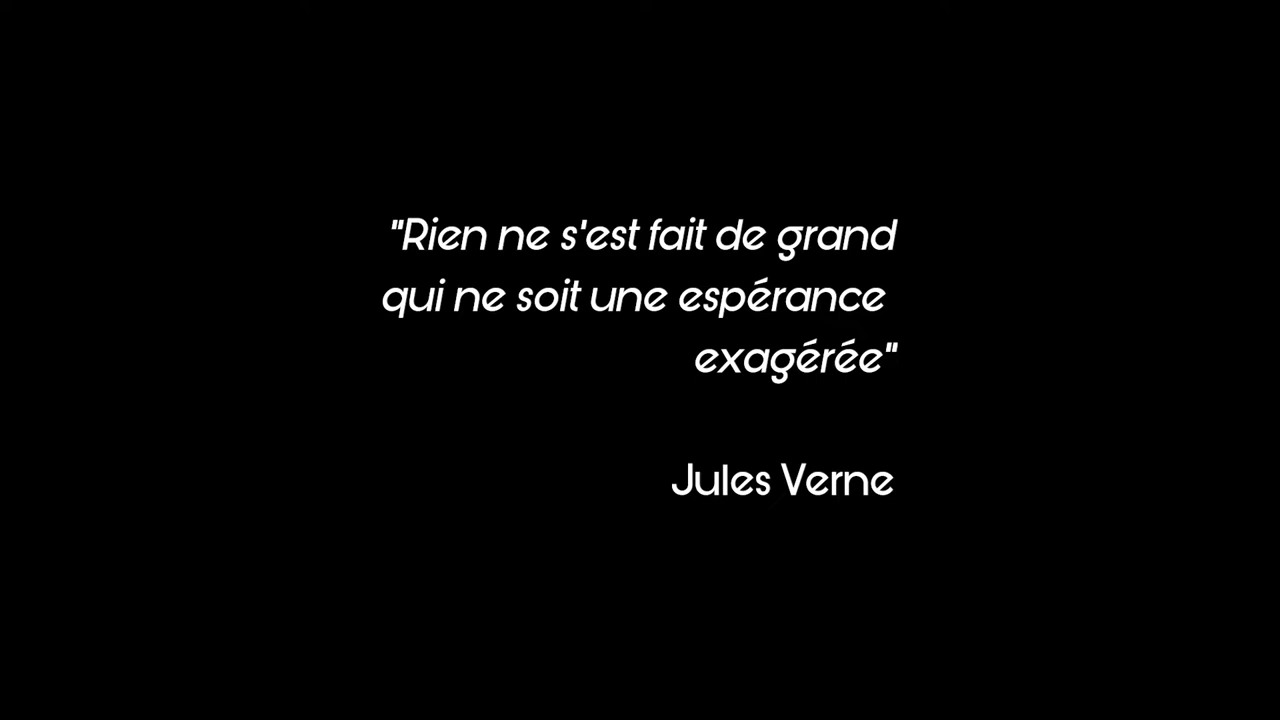 "Rien ne s'est fait de grand
qui ne soit une espérance
exagérée"
Jules Verne